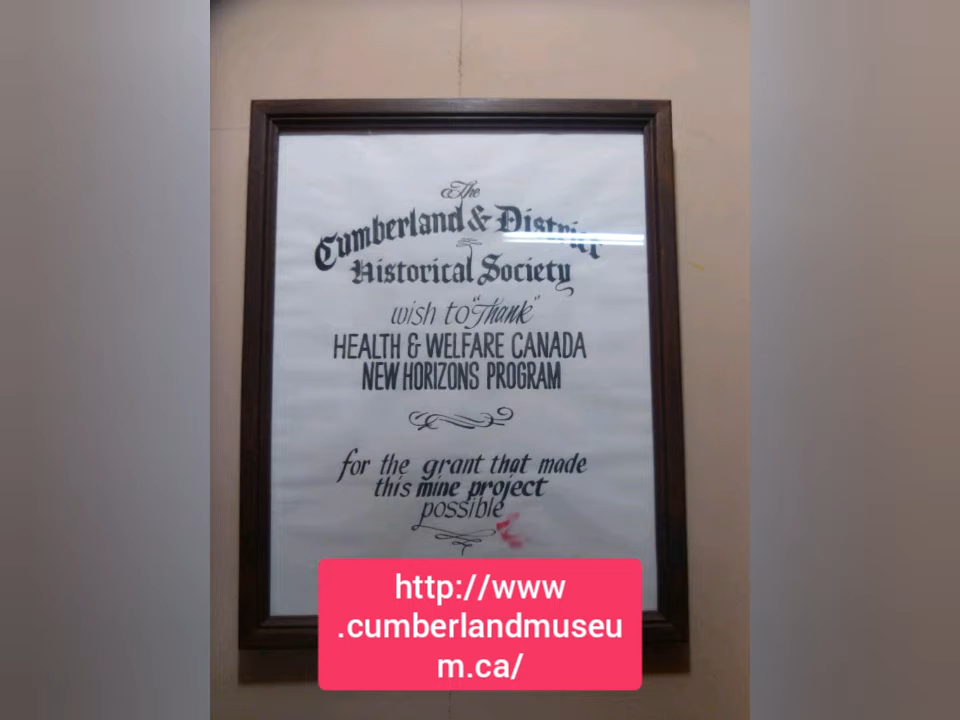 The
Cumberland & District
Historical Society
wish to "Thank"
HEALTH & WELFARE CANADA
NEW HORIZONS PROGRAM
for the grant that made
this mine project
possible
http://www
.cumberlandmuseu
m.ca/